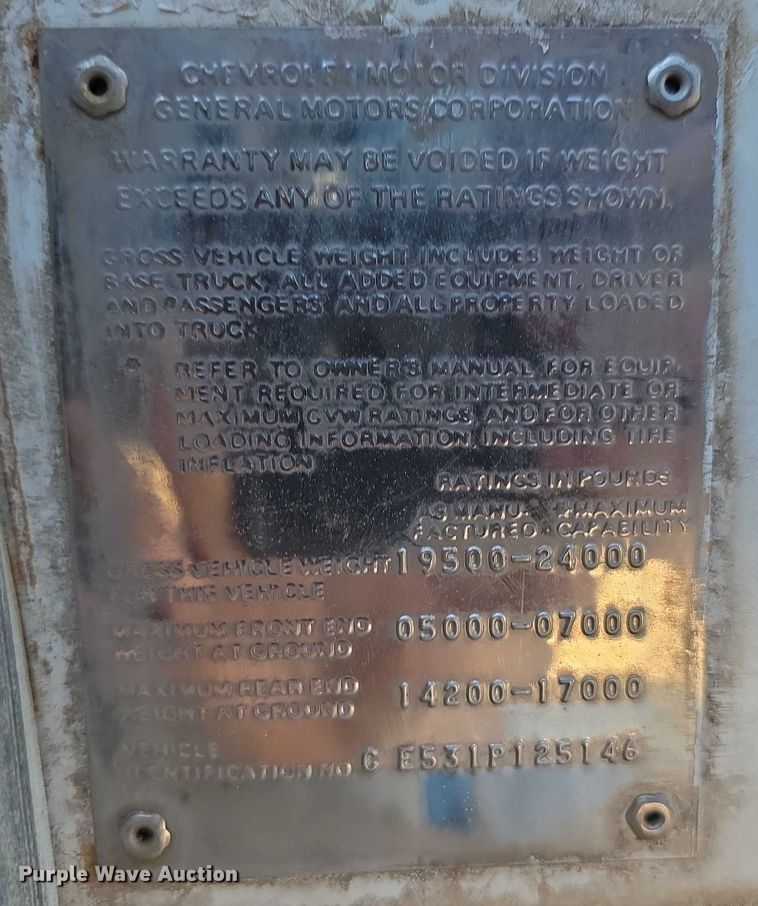 CHEVROLET MOTOR DIVISION
GENERAL MOTORS CORPORATION
WARRANTY MAY BE VOIDED IF WEIGHT
EXCEEDS ANY OF THE RATINGS SHOWN.
GROSS VEHICLE WEIGHT INCLUDES WEIGHT OF
BASE TRUCK, ALL ADDED EQUIPMENT, DRIVER
AND PASSENGERS, AND ALL PROPERTY LOADED
INTO TRUCK
* REFER TO OWNER'S MANUAL FOR EQUIP-
MENT REQUIRED FOR INTERMEDIATE OR
MAXIMUM GVW RATINGS AND FOR OTHER
LOADING INFORMATION INCLUDING TIRE
INFLATION
RATINGS IN POUNDS
AS MANU- *MAXIMUM
FACTURED - CAPABILITY
GROSS VEHICLE WEIGHT 19500-24000
FOR THIS VEHICLE
MAXIMUM FRONT END 05000-07000
WEIGHT AT GROUND
MAXIMUM REAR END 14200-17000
WEIGHT AT GROUND
VEHICLE
IDENTIFICATION NO. C E531P125146
Purple Wave Auction